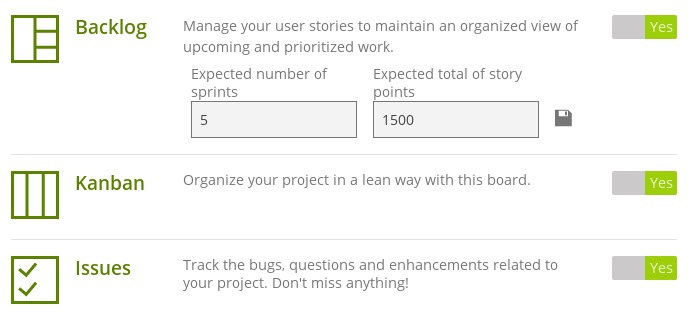 Backlog
Manage your user stories to maintain an organized view of
upcoming and prioritized work.
Yes
Expected number of
sprints
Expected total of story
points
5
1500
Kanban
Organize your project in a lean way with this board.
Yes
Issues
Track the bugs, questions and enhancements related to
your project. Don't miss anything!
Yes